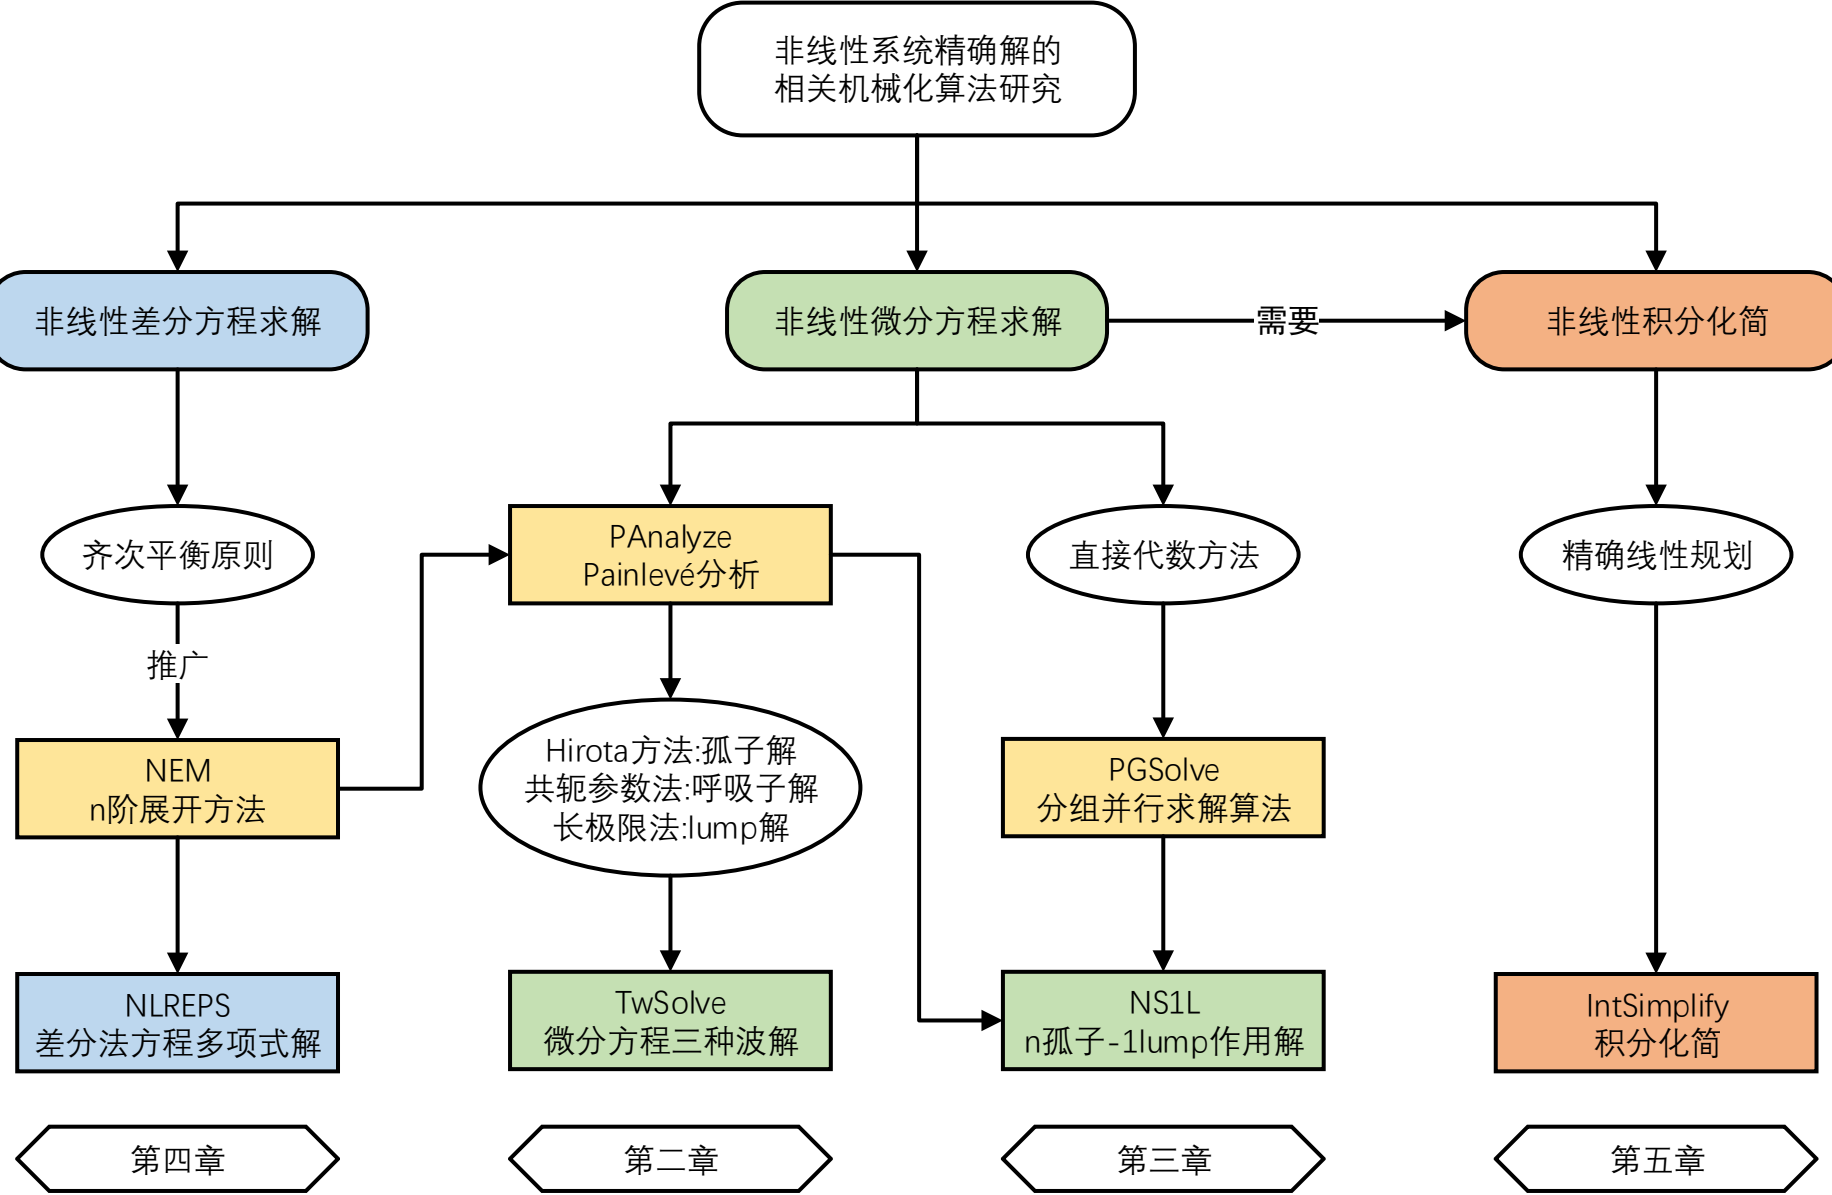 非线性系统精确解的
相关机械化算法研究
非线性差分方程求解
非线性微分方程求解
需要
非线性积分化简
齐次平衡原则
PAnalyze
Painlevé分析
直接代数方法
精确线性规划
推广
NEM
n阶展开方法
Hirota方法:孤子解
共轭参数法:呼吸子解
长极限法:lump解
PGSolve
分组并行求解算法
NLREPS
差分法方程多项式解
TwSolve
微分方程三种波解
NS1L
n孤子-1lump作用解
IntSimplify
积分化简
第四章
第二章
第三章
第五章